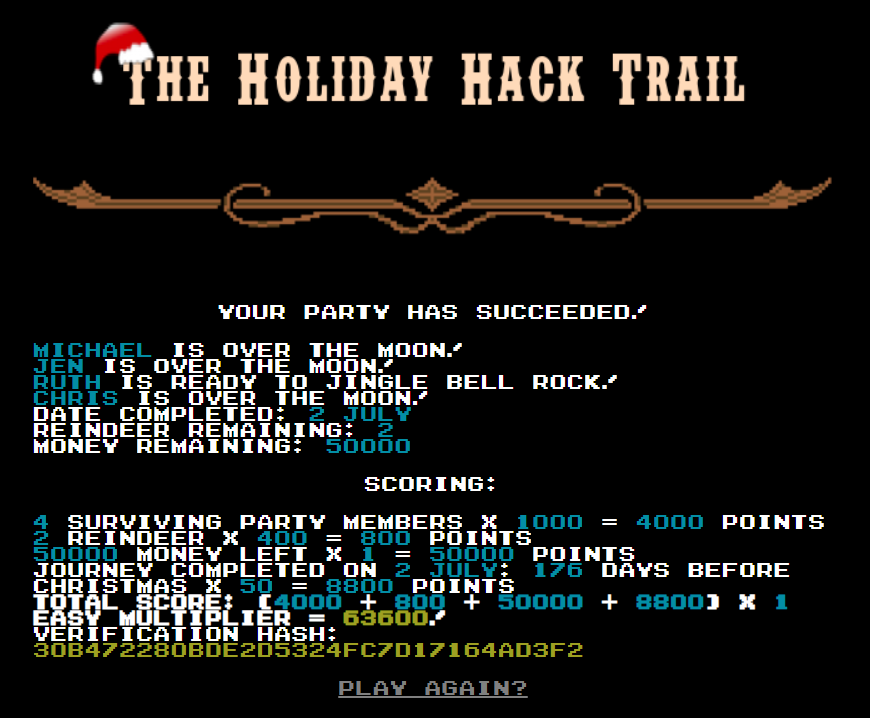 THE HOLIDAY HACK TRAIL
YOUR PARTY HAS SUCCEEDED!
MICHAEL IS OVER THE MOON!
JEN IS OVER THE MOON!
RUTH IS READY TO JINGLE BELL ROCK!
CHRIS IS OVER THE MOON!
DATE COMPLETED: 2 JULY
REINDEER REMAINING: 2
MONEY REMAINING: 50000
SCORING:
4 SURVIVING PARTY MEMBERS X 1000 = 4000 POINTS
2 REINDEER X 400 = 800 POINTS
50000 MONEY LEFT X 1 = 50000 POINTS
JOURNEY COMPLETED ON 2 JULY: 176 DAYS BEFORE
CHRISTMAS X 50 = 8800 POINTS
TOTAL SCORE: (4000 + 800 + 50000 + 8800) X 1
EASY MULTIPLIER = 63600!
VERIFICATION HASH:
30B472280BDE2D5324FC7D17164AD3F2
PLAY AGAIN?